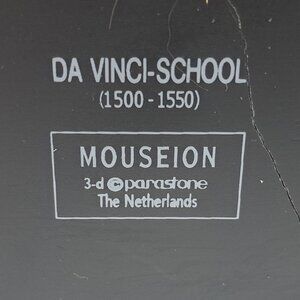 DA VINCI-SCHOOL
(1500-1550)
MOUSEION
3-d © parastone
The Netherlands